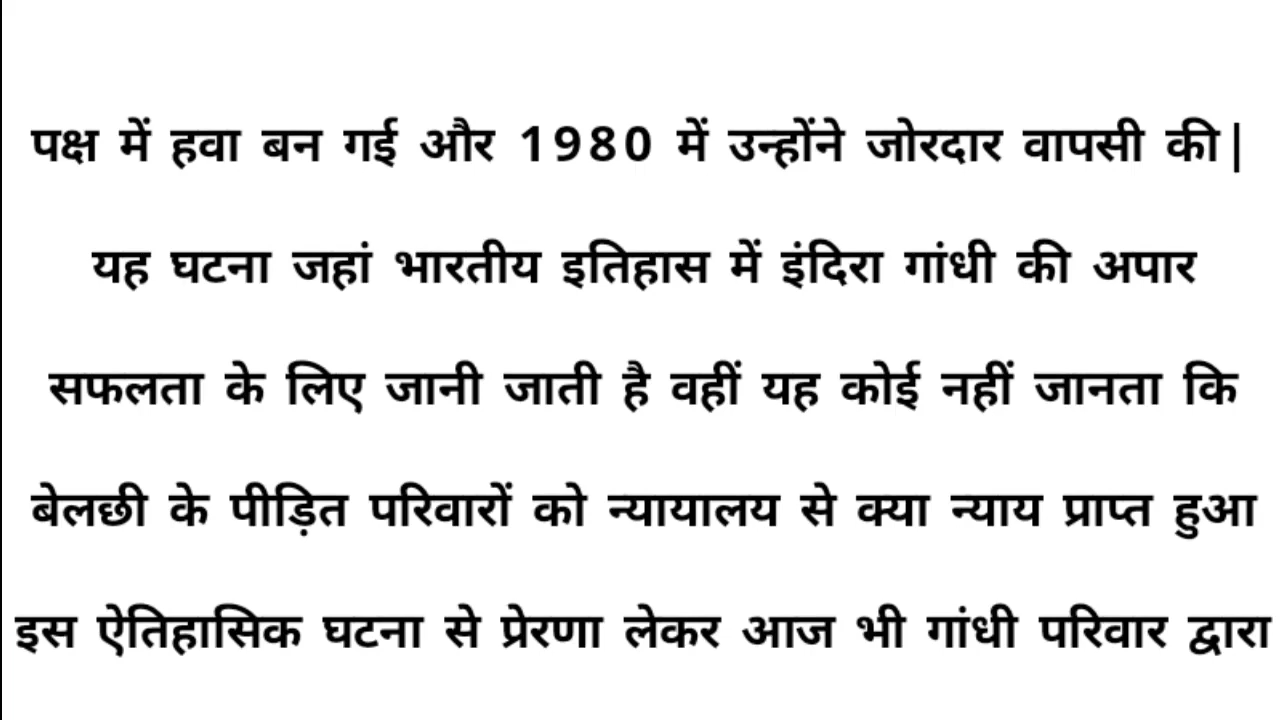 पक्ष में हवा बन गई और 1980 में उन्होंने जोरदार वापसी की|
यह घटना जहां भारतीय इतिहास में इंदिरा गांधी की अपार
सफलता के लिए जानी जाती है वहीं यह कोई नहीं जानता कि
बेलछी के पीड़ित परिवारों को न्यायालय से क्या न्याय प्राप्त हुआ
इस ऐतिहासिक घटना से प्रेरणा लेकर आज भी गांधी परिवार द्वारा